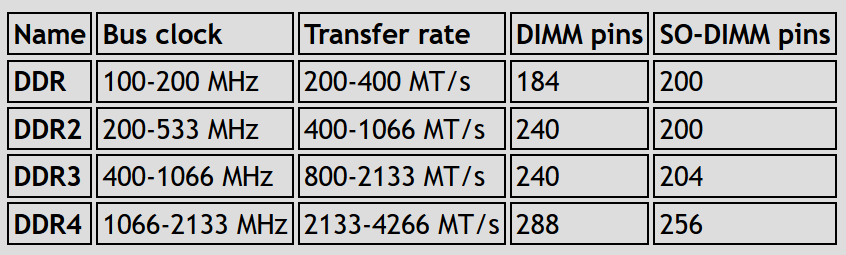 Name Bus clock Transfer rate DIMM pins SO-DIMM pins
DDR 100-200 MHz 200-400 MT/s 184 200
DDR2 200-533 MHz 400-1066 MT/s 240 200
DDR3 400-1066 MHz 800-2133 MT/s 240 204
DDR4 1066-2133 MHz 2133-4266 MT/s 288 256